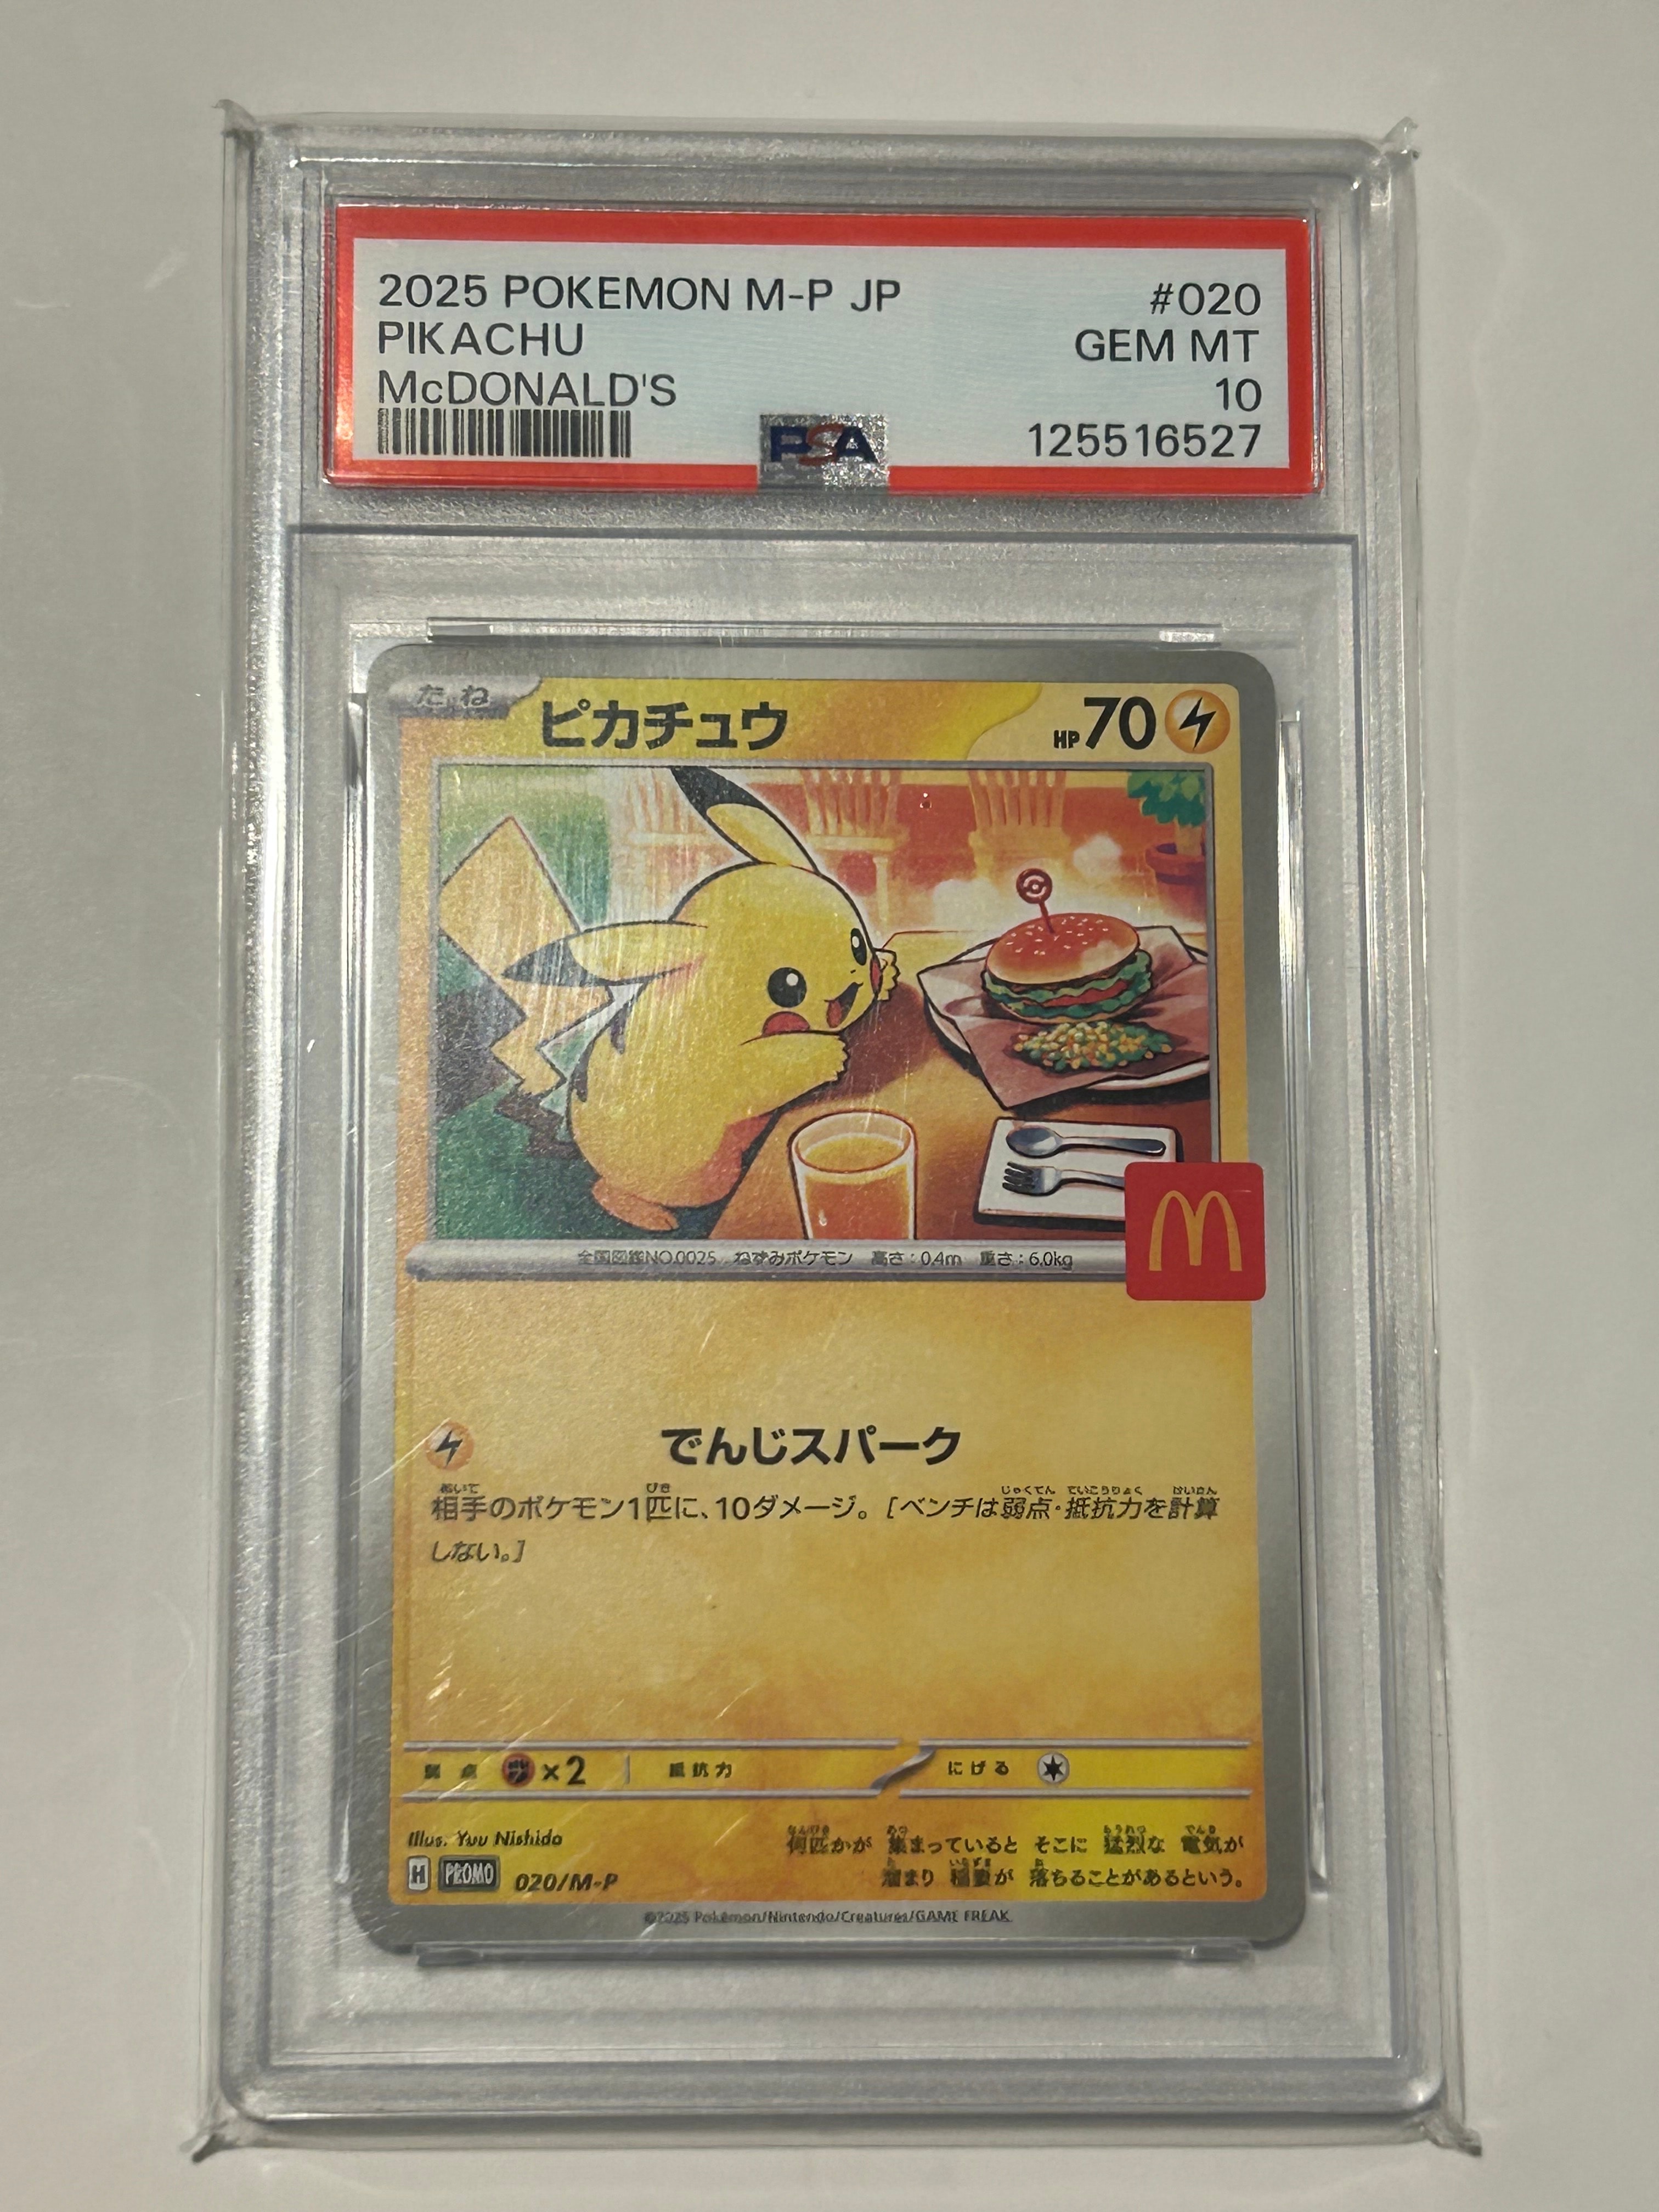 2025 POKEMON M-P JP #020
PIKACHU GEM MT
McDONALD'S 10
PSA 125516527
たね ピカチュウ HP70
M
全国図鑑NO.0025 ねずみポケモン 高さ:0.4m 重さ:6.0kg
でんじスパーク
相手のポケモン1匹に、10ダメージ。[ベンチは弱点・抵抗力を計算
しない。]
弱点 ×2 抵抗力 にげる
Illus. Yuu Nishida
何匹かが 集まっていると そこに 猛烈な 電気が
溜まり 稲妻が 落ちることがあるという。
H PROMO 020/M-P
©2025 Pokémon/Nintendo/Creatures/GAME FREAK